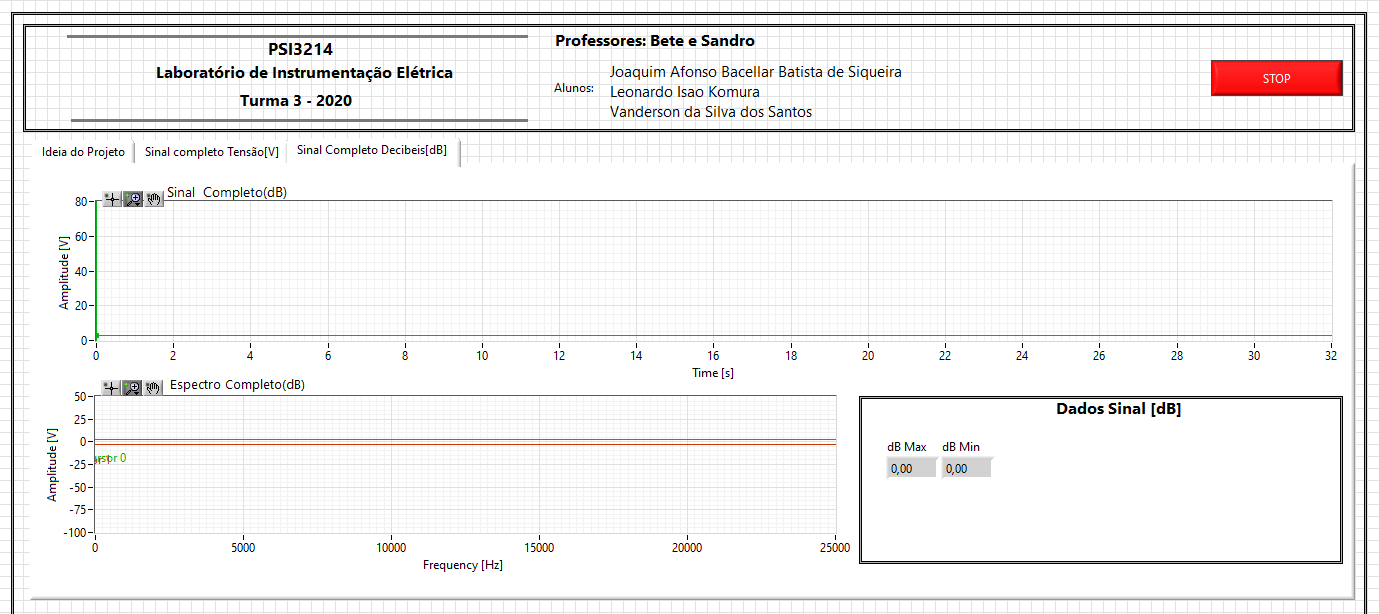 PSI3214
Laboratório de Instrumentação Elétrica
Turma 3 - 2020
Professores: Bete e Sandro
Alunos:
Joaquim Afonso Bacellar Batista de Siqueira
Leonardo Isao Komura
Vanderson da Silva dos Santos
STOP
Ideia do Projeto
Sinal completo Tensão[V]
Sinal Completo Decibeis[dB]
Sinal Completo(dB)
Amplitude [V]
80
60
40
20
0
0 2 4 6 8 10 12 14 16 18 20 22 24 26 28 30 32
Time [s]
Espectro Completo(dB)
Amplitude [V]
50
25
0
-25
-50
-75
-100
0 5000 10000 15000 20000 25000
Frequency [Hz]
Dados Sinal [dB]
dB Max dB Min
0,00 0,00